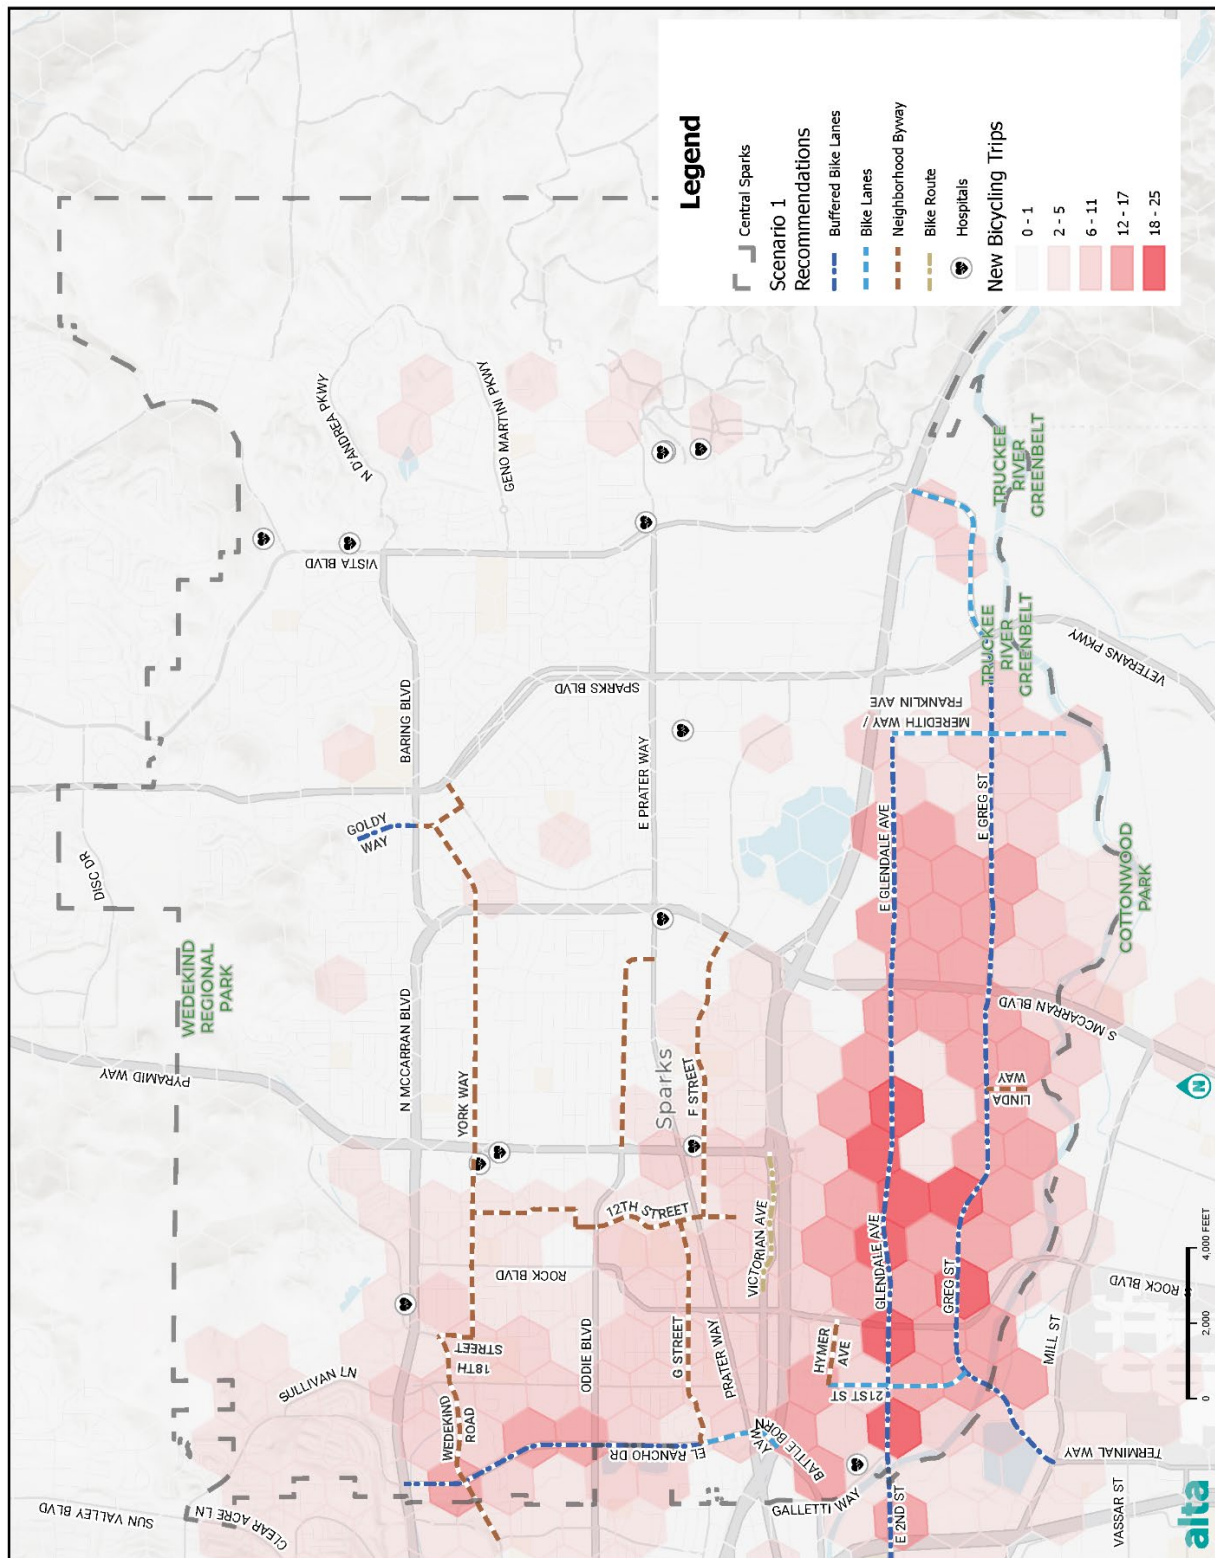 Legend
Central Sparks
Scenario 1
Recommendations
Buffered Bike Lanes
Bike Lanes
Neighborhood Byway
Bike Route
Hospitals
New Bicycling Trips
0 - 1
2 - 5
6 - 11
12 - 17
18 - 25
SUN VALLEY BLVD
CLEAR ACRE LN
SULLIVAN LN
PYRAMID WAY
WEDEKIND
REGIONAL
PARK
DISC DR
GOLDY
WAY
VISTA BLVD
N D'ANDREA PKWY
GENO MARTINI PKWY
N MCCARRAN BLVD
BARING BLVD
WEDEKIND
ROAD
18TH
STREET
YORK WAY
ROCK BLVD
ODDIE BLVD
EL RANCHO DR
12TH STREET
G STREET
F STREET
Sparks
PRATER WAY
E PRATER WAY
SPARKS BLVD
VICTORIAN AVE
BATTLE BORN
WAY
GALLETTI WAY
HYMER
AVE
21ST ST
E 2ND ST
GLENDALE AVE
E GLENDALE AVE
MEREDITH WAY /
FRANKLIN AVE
GREG ST
E GREG ST
LINDA
WAY
S MCCARRAN BLVD
TRUCKEE
RIVER
GREENBELT
TRUCKEE
RIVER
GREENBELT
VETERANS PKWY
COTTONWOOD
PARK
MILL ST
ROCK BLVD
TERMINAL WAY
VASSAR ST
alta
0
2,000
4,000 FEET
N